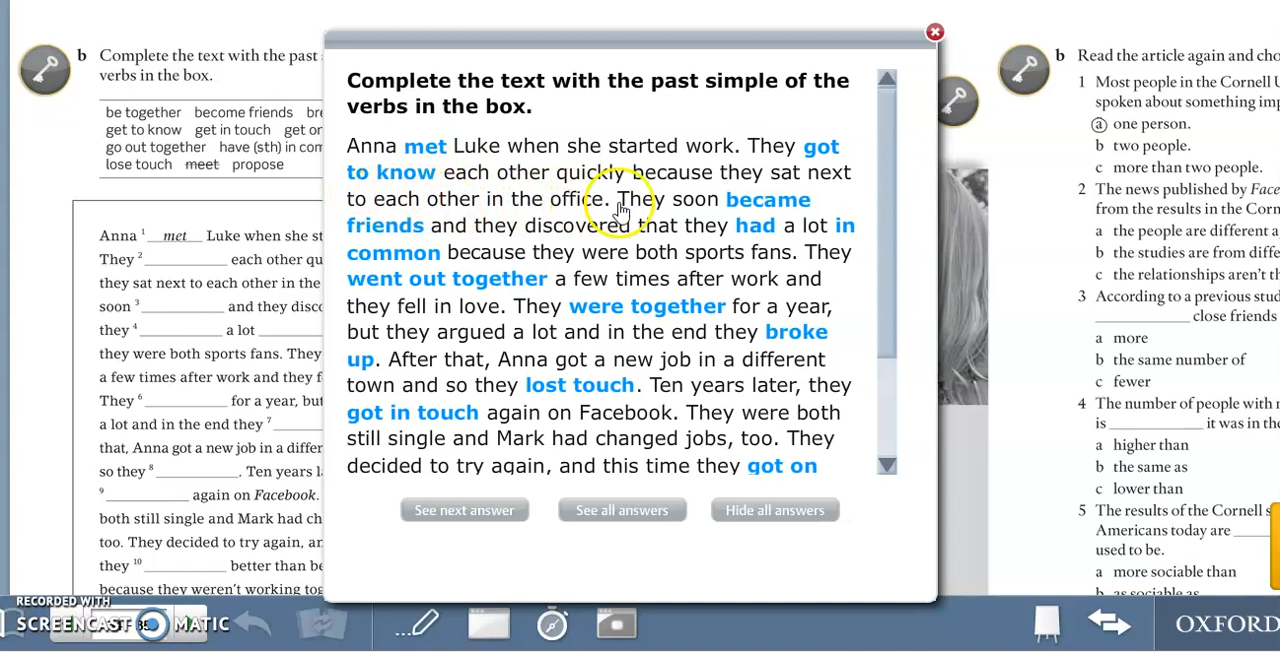 b Complete the text with the past
verbs in the box.
be together become friends
get to know get in touch
go out together have (sth) in
lose touch meet propose
Anna 1 met Luke when she
They 2 each other
they sat next to each other in the
soon 3 and they
they 4 a lot
they were both sports fans. They
a few times after work and they
They 6 for a year, but
a lot and in the end they 7
that, Anna got a new job in a
so they 8 . Ten years
9 again on Facebook.
both still single and Mark had
too. They decided to try again,
they 10 better than
because they weren't working
Complete the text with the past simple of the
verbs in the box.
Anna met Luke when she started work. They got
to know each other quickly because they sat next
to each other in the office. They soon became
friends and they discovered that they had a lot in
common because they were both sports fans. They
went out together a few times after work and
they fell in love. They were together for a year,
but they argued a lot and in the end they broke
up. After that, Anna got a new job in a different
town and so they lost touch. Ten years later, they
got in touch again on Facebook. They were both
still single and Mark had changed jobs, too. They
decided to try again, and this time they got on
See next answer See all answers Hide all answers
b Read the article again and
1 Most people in the Cornell
spoken about something
a one person.
b two people.
c more than two people.
2 The news published by
from the results in the
a the people are different
b the studies are from
c the relationships aren't
3 According to a previous
close friends
a more
b the same number of
c fewer
4 The number of people with
is it was in the
a higher than
b the same as
c lower than
5 The results of the Cornell
Americans today are
used to be.
a more sociable than
b as sociable as
RECORDED WITH
SCREENCAST MATIC
OXFORD